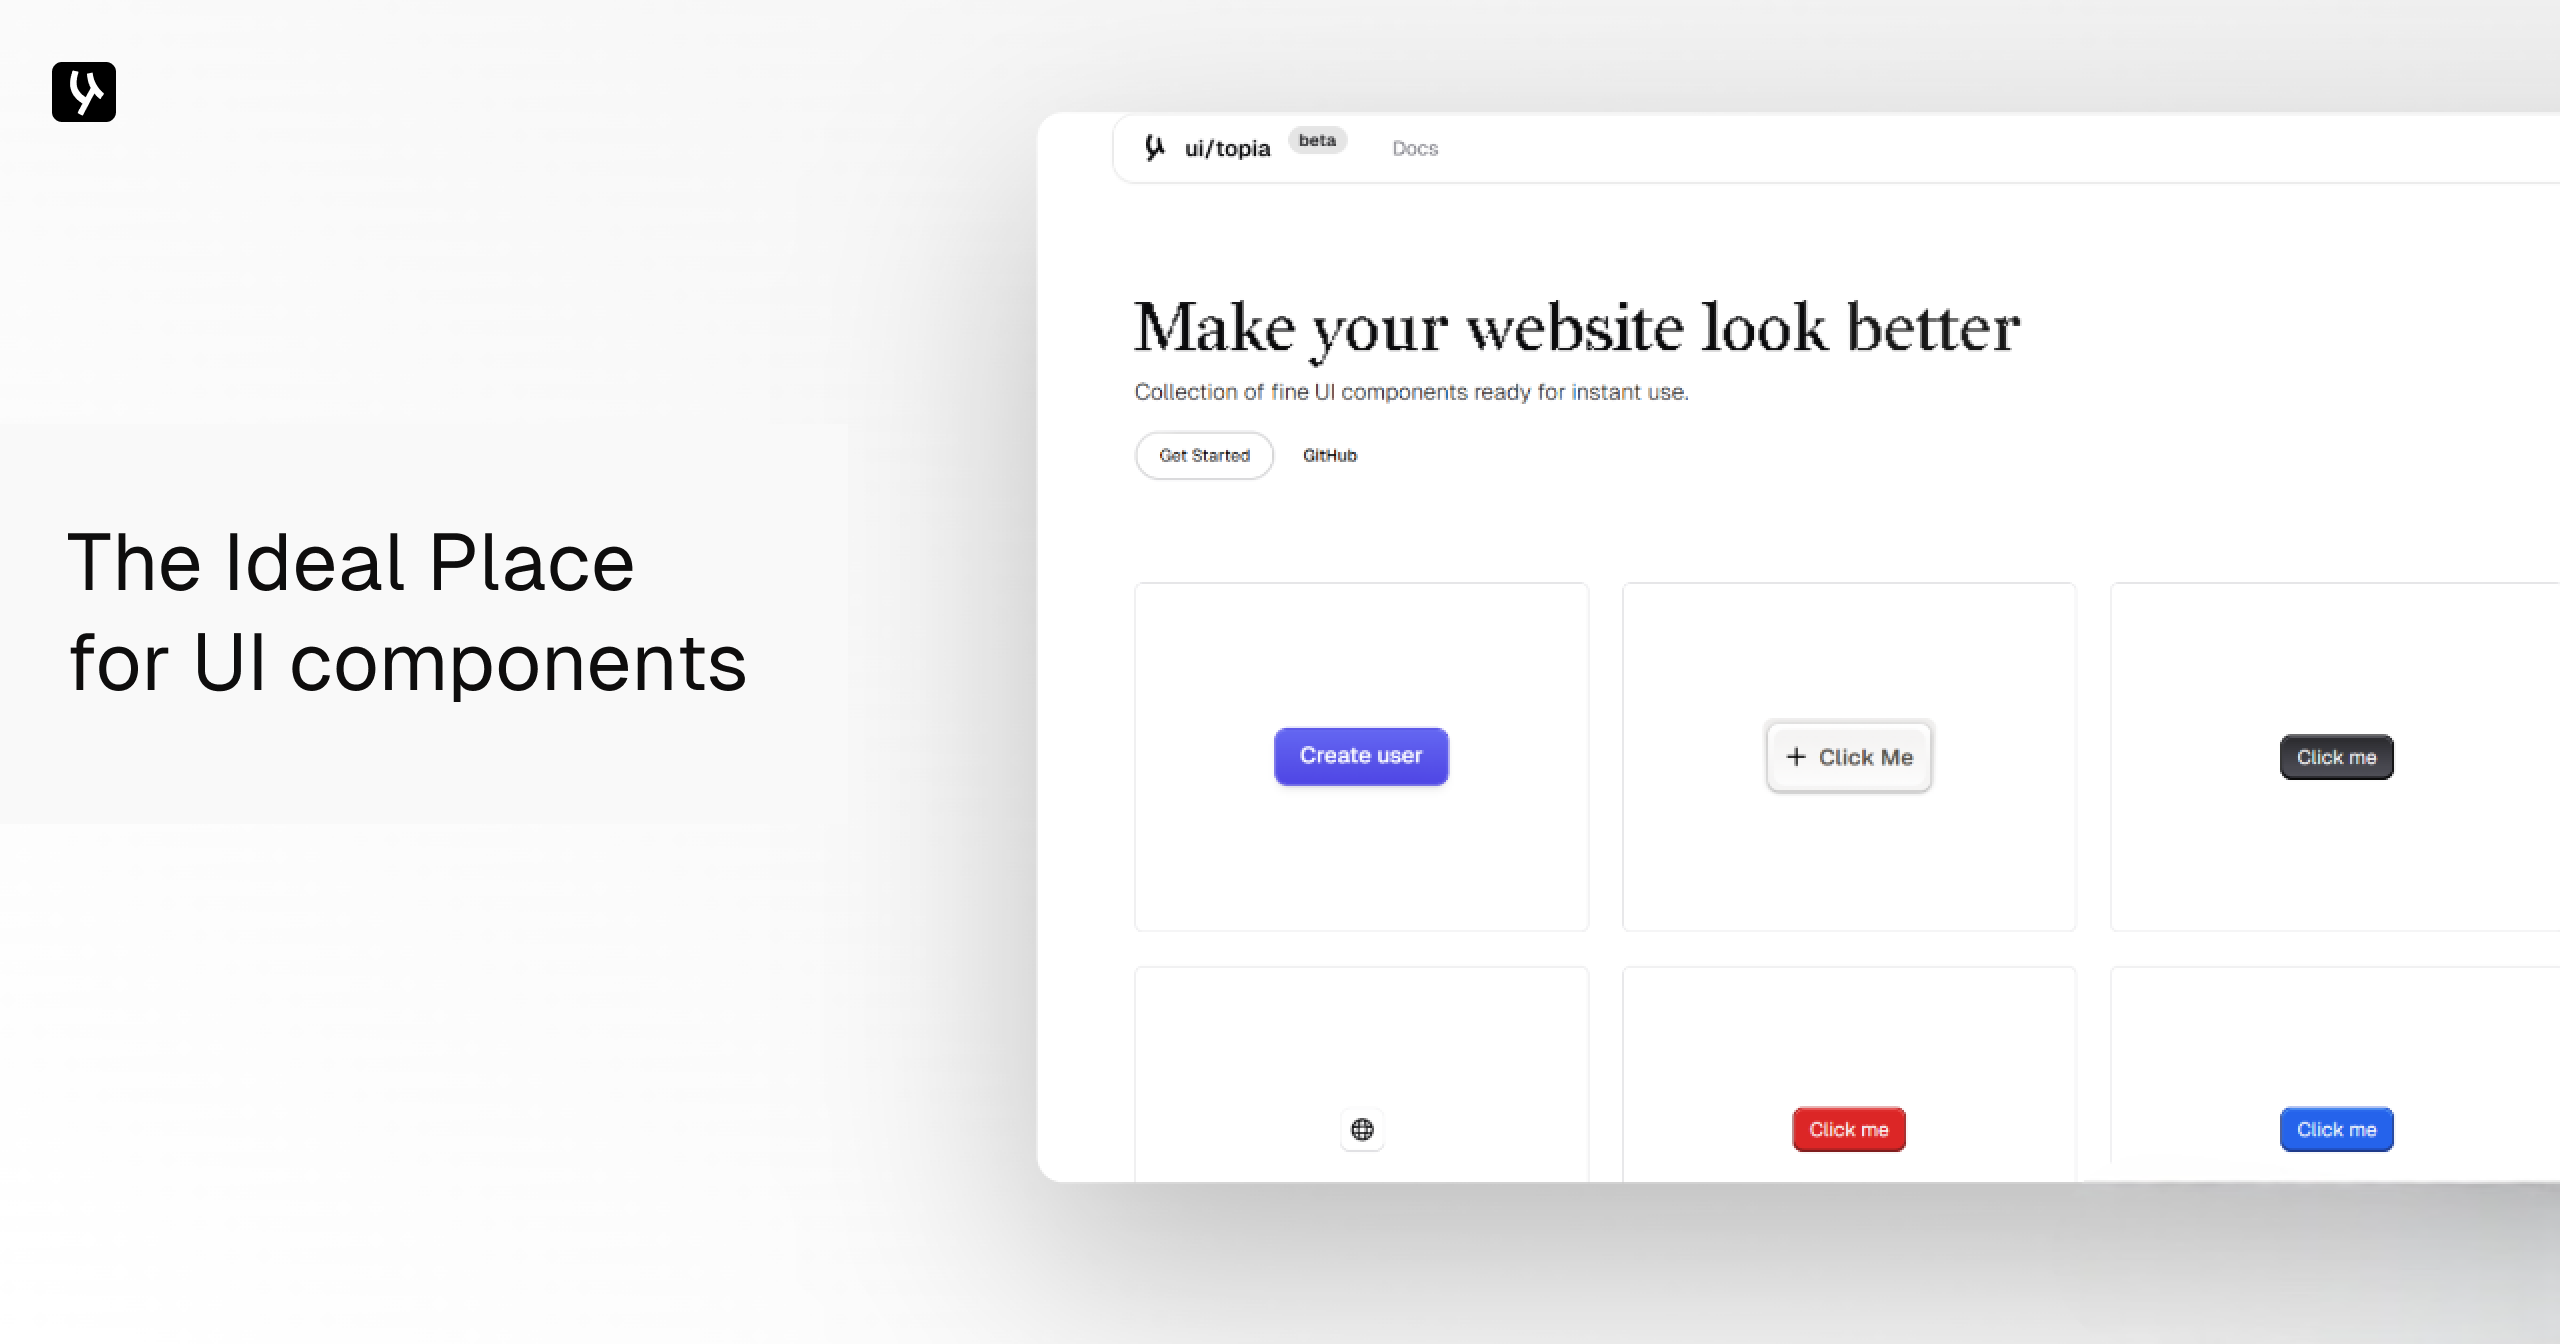 The Ideal Place
for UI components
ui/topia beta Docs
Make your website look better
Collection of fine UI components ready for instant use.
Get Started GitHub
Create user
+ Click Me
Click me
Click me
Click me